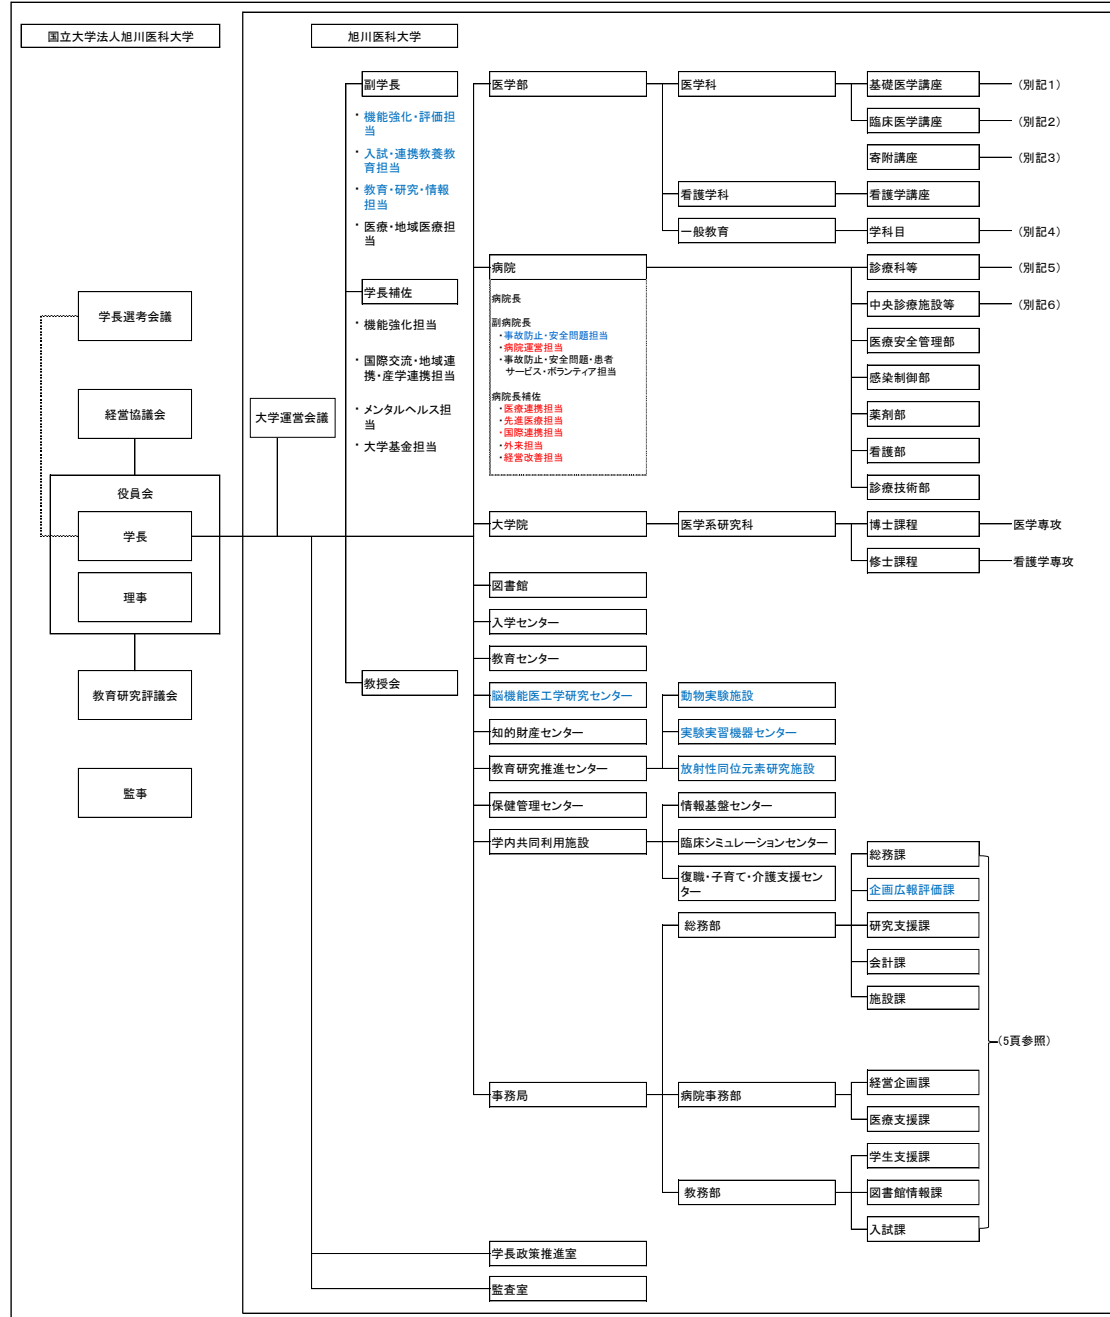 国立大学法人旭川医科大学
旭川医科大学
学長選考会議
経営協議会
役員会
学長
理事
教育研究評議会
監事
大学運営会議
副学長
・機能強化・評価担
当
・入試・連携教養教
育担当
・教育・研究・情報
担当
・医療・地域医療担
当
学長補佐
・機能強化担当
・国際交流・地域連
携・産学連携担当
・メンタルヘルス担
当
・大学基金担当
教授会
医学部
医学科
基礎医学講座
(別記1)
臨床医学講座
(別記2)
寄附講座
(別記3)
看護学科
看護学講座
一般教育
学科目
(別記4)
病院
病院長
副病院長
・事故防止・安全問題担当
・病院運営担当
・事故防止・安全問題・患者
サービス・ボランティア担当
病院長補佐
・医療連携担当
・先進医療担当
・国際連携担当
・外来担当
・経営改善担当
診療科等
(別記5)
中央診療施設等
(別記6)
医療安全管理部
感染制御部
薬剤部
看護部
診療技術部
大学院
医学系研究科
博士課程
医学専攻
修士課程
看護学専攻
図書館
入学センター
教育センター
脳機能医工学研究センター
知的財産センター
教育研究推進センター
動物実験施設
実験実習機器センター
放射性同位元素研究施設
保健管理センター
学内共同利用施設
情報基盤センター
臨床シミュレーションセンター
復職・子育て・介護支援セン
ター
事務局
総務部
総務課
企画広報評価課
研究支援課
会計課
施設課
病院事務部
経営企画課
医療支援課
教務部
学生支援課
図書館情報課
入試課
(5頁参照)
学長政策推進室
監査室